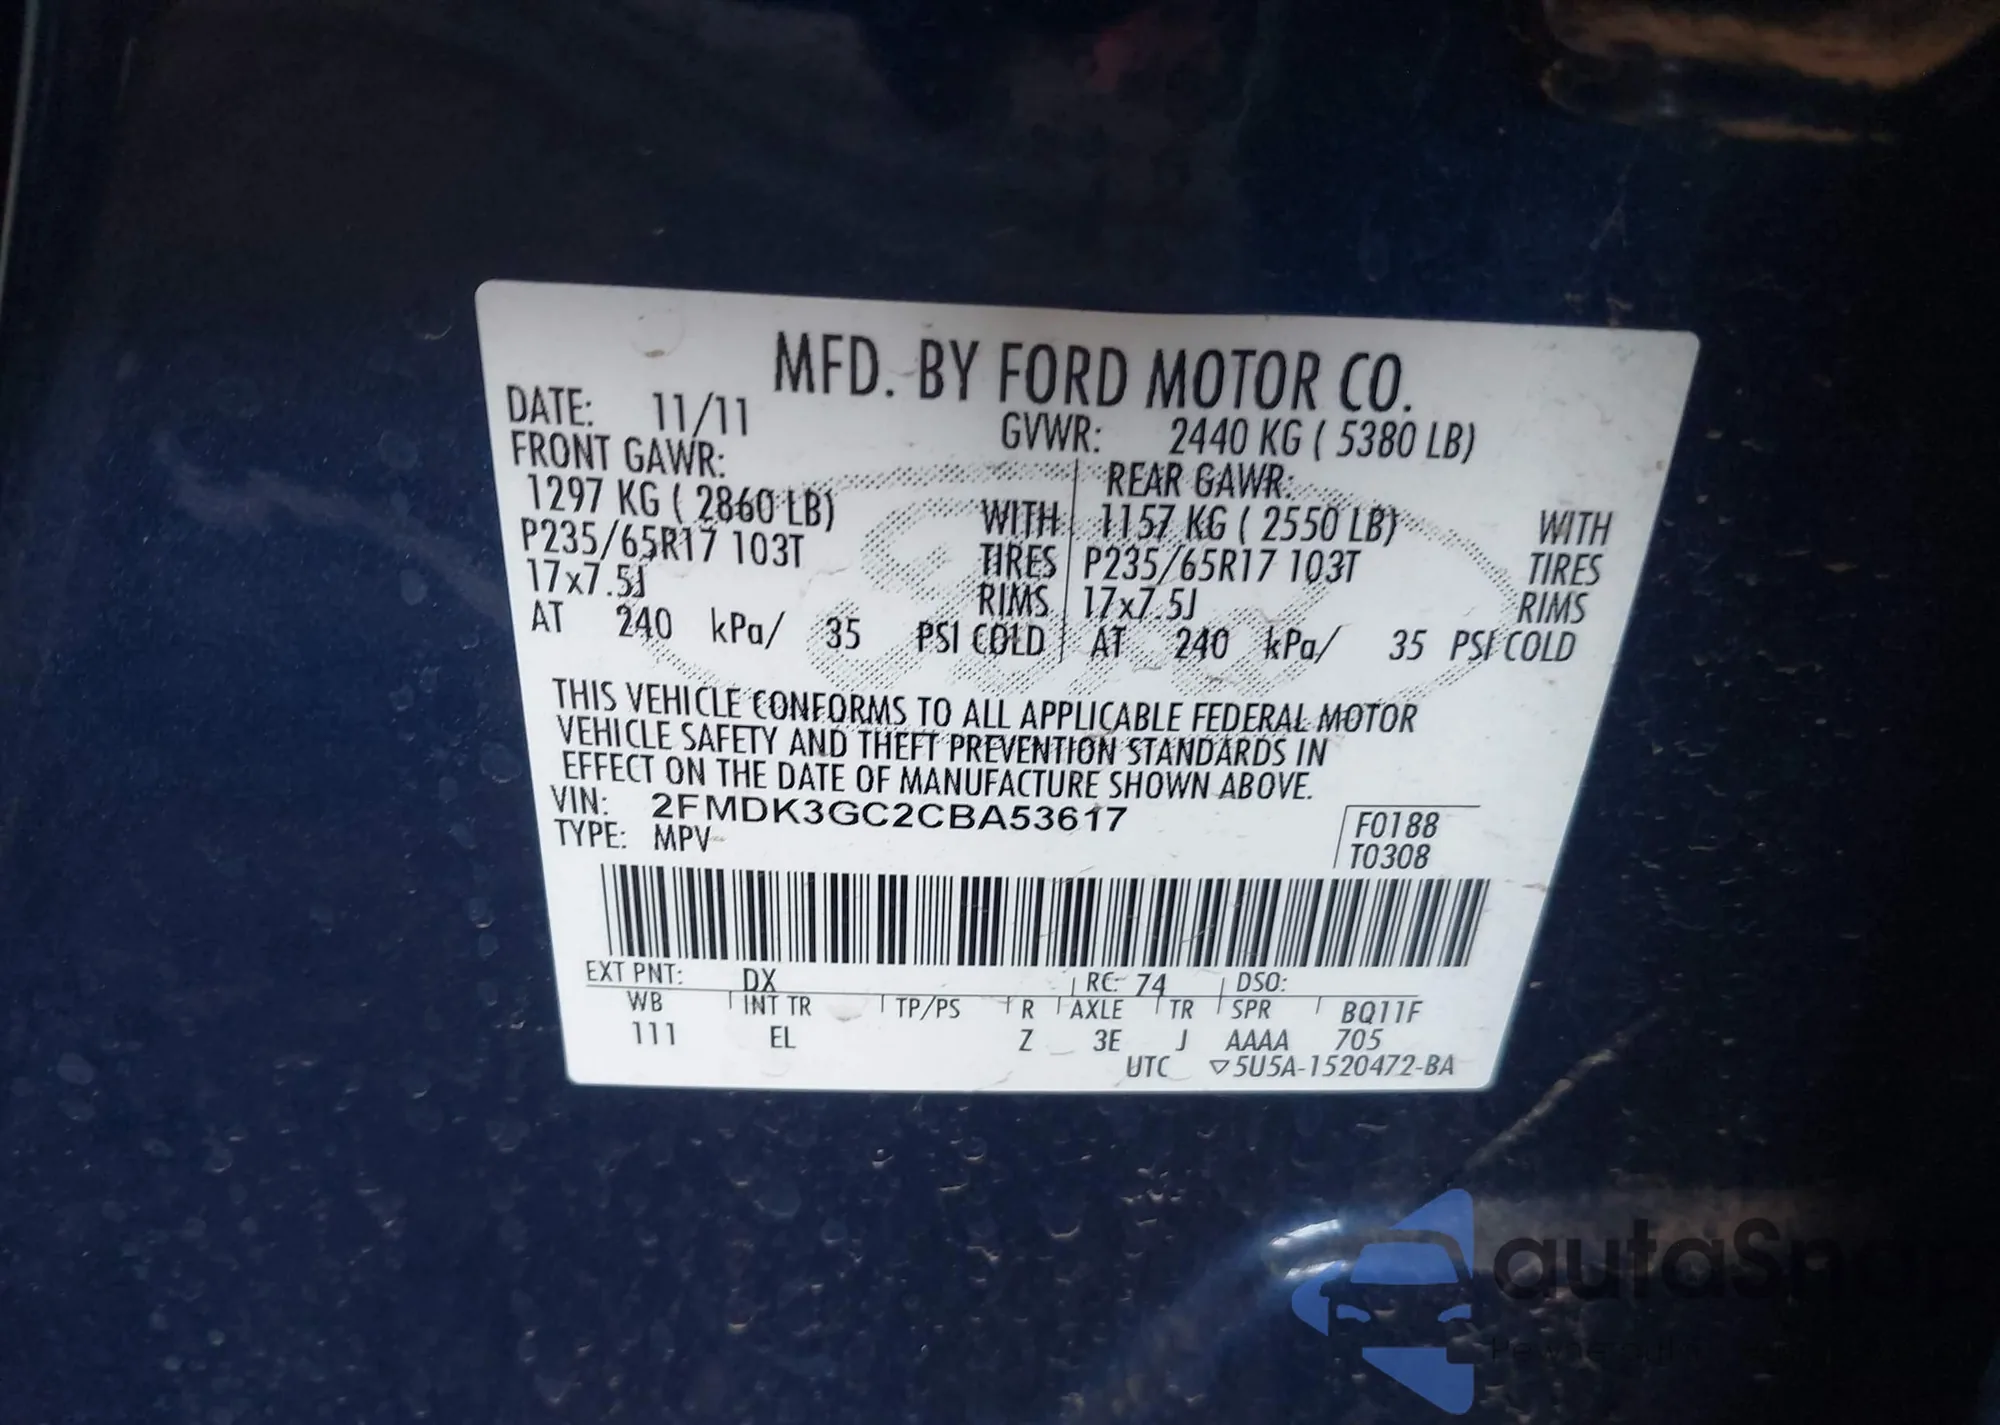 MFD. BY FORD MOTOR CO.
DATE: 11/11 GVWR: 2440 KG ( 5380 LB)
FRONT GAWR: REAR GAWR:
1297 KG ( 2860 LB) WITH 1157 KG ( 2550 LB) WITH
P235/65R17 103T TIRES P235/65R17 103T TIRES
17x7.5J RIMS 17x7.5J RIMS
AT 240 kPa/ 35 PSI COLD AT 240 kPa/ 35 PSI COLD
THIS VEHICLE CONFORMS TO ALL APPLICABLE FEDERAL MOTOR
VEHICLE SAFETY AND THEFT PREVENTION STANDARDS IN
EFFECT ON THE DATE OF MANUFACTURE SHOWN ABOVE.
VIN: 2FMDK3GC2CBA53617 F0188
TYPE: MPV T0308
EXT PNT: DX RC: 74 DSO:
WB INT TR TP/PS R AXLE TR SPR BQ11F
111 EL Z 3E J AAAA 705
UTC ▽5U5A-1520472-BA